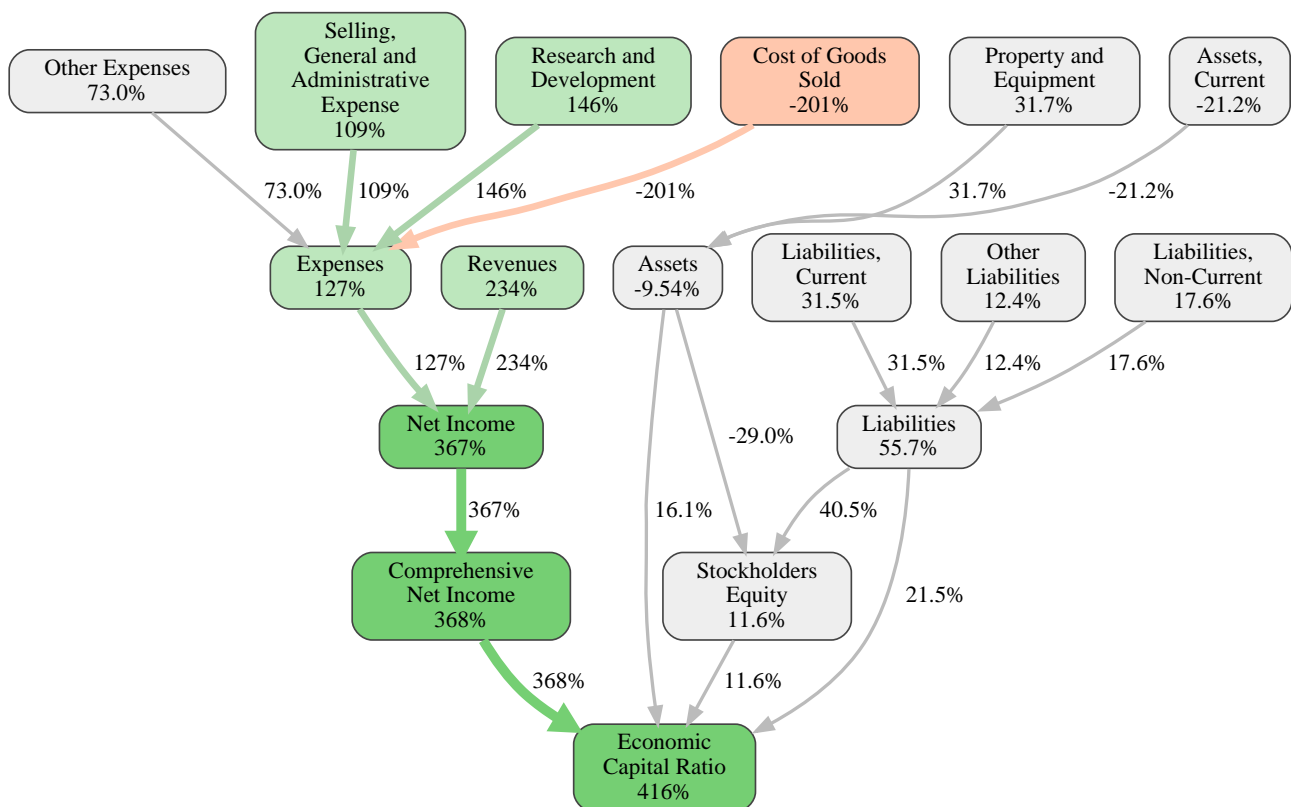 Other Expenses
73.0%
Selling,
General and
Administrative
Expense
109%
Research and
Development
146%
Cost of Goods
Sold
-201%
Property and
Equipment
31.7%
Assets,
Current
-21.2%
73.0%
109%
146%
-201%
31.7%
-21.2%
Expenses
127%
Revenues
234%
Assets
-9.54%
Liabilities,
Current
31.5%
Other
Liabilities
12.4%
Liabilities,
Non-Current
17.6%
127%
234%
31.5%
12.4%
17.6%
Net Income
367%
-29.0%
Liabilities
55.7%
367%
16.1%
40.5%
Comprehensive
Net Income
368%
Stockholders
Equity
11.6%
21.5%
368%
11.6%
Economic
Capital Ratio
416%